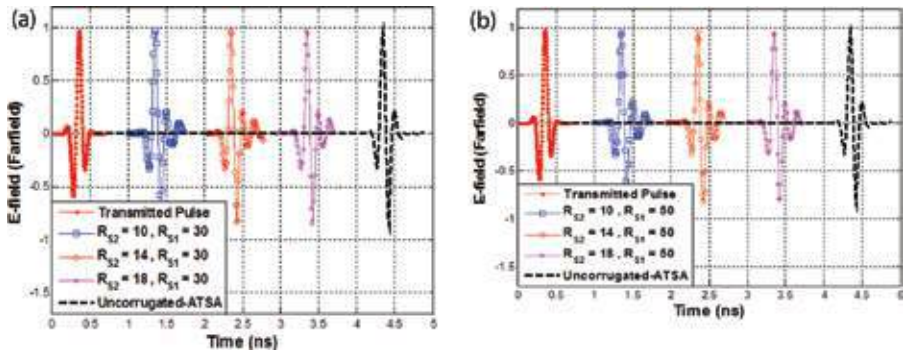 (a)
E-field (Farfield)
1
0.5
0
-0.5
-1
-1.5
Transmitted Pulse
R_S2 = 10 , R_S1 = 30
R_S2 = 14 , R_S1 = 30
R_S2 = 18 , R_S1 = 30
Uncorrugated-ATSA
0 0.5 1 1.5 2 2.5 3 3.5 4 4.5 5
Time (ns)
(b)
E-field (Farfield)
1
0.5
0
-0.5
-1
-1.5
Transmitted Pulse
R_S2 = 10 , R_S1 = 50
R_S2 = 14 , R_S1 = 50
R_S2 = 18 , R_S1 = 50
Uncorrugated-ATSA
0 0.5 1 1.5 2 2.5 3 3.5 4 4.5 5
Time (ns)